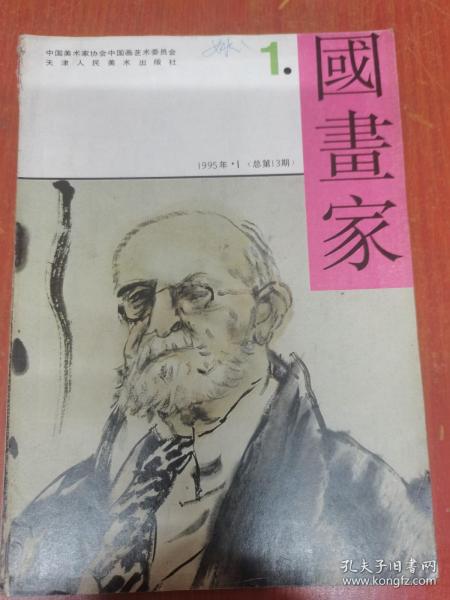 中国美术家协会中国画艺术委员会
天津人民美术出版社
1.
國畫家
1995年·1（总第13期）
孔夫子旧书网
www.kongfz.com